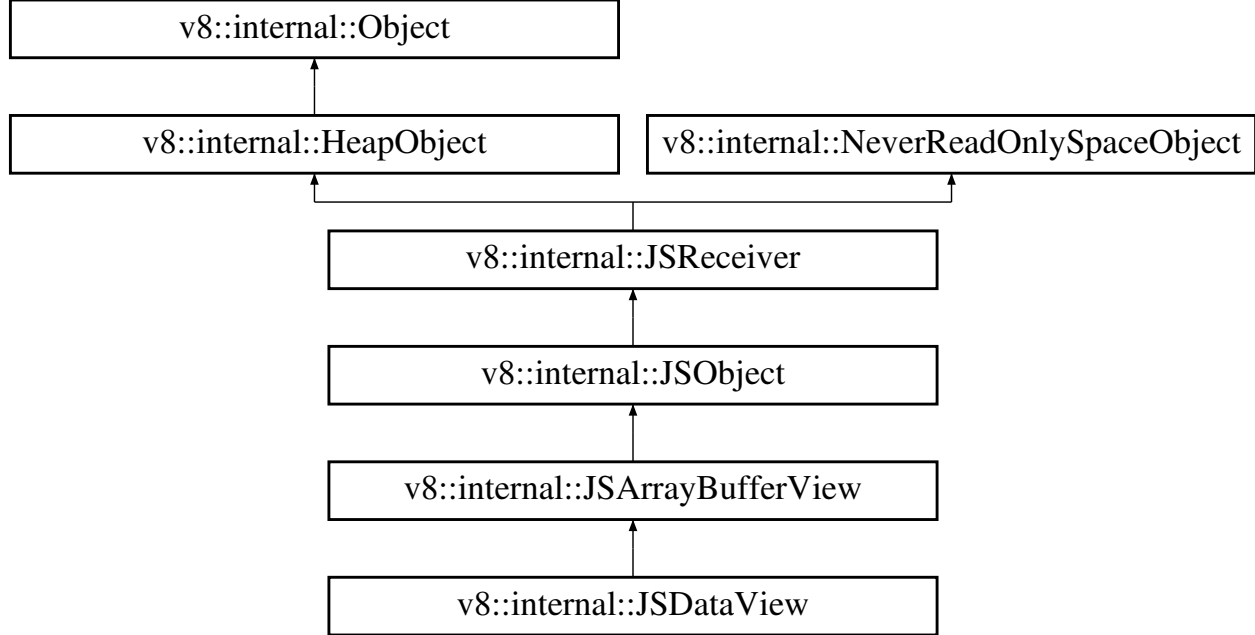 v8::internal::Object
v8::internal::HeapObject
v8::internal::NeverReadOnlySpaceObject
v8::internal::JSReceiver
v8::internal::JSObject
v8::internal::JSArrayBufferView
v8::internal::JSDataView